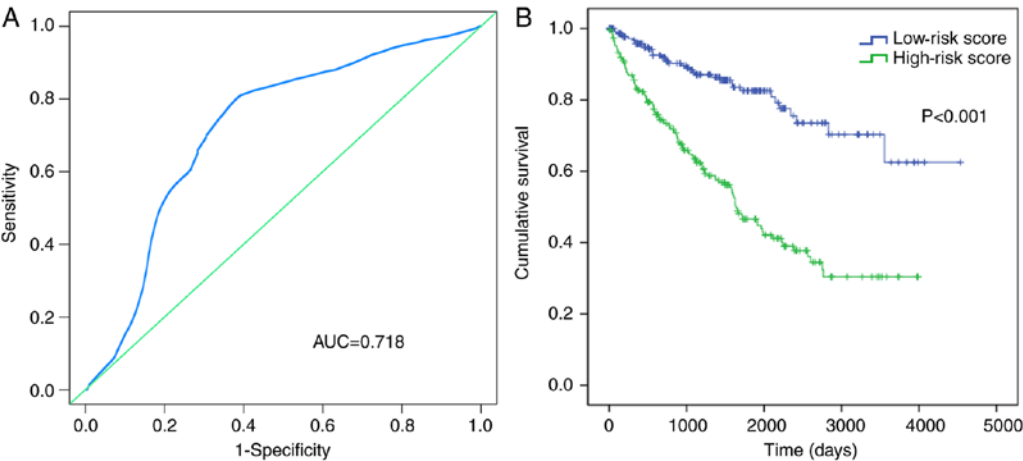 A
1.0
0.8
0.6
0.4
0.2
0.0
Sensitivity
AUC=0.718
0.0 0.2 0.4 0.6 0.8 1.0
1-Specificity
B
1.0
0.8
0.6
0.4
0.2
0.0
Cumulative survival
Low-risk score
High-risk score
P<0.001
0 1000 2000 3000 4000 5000
Time (days)